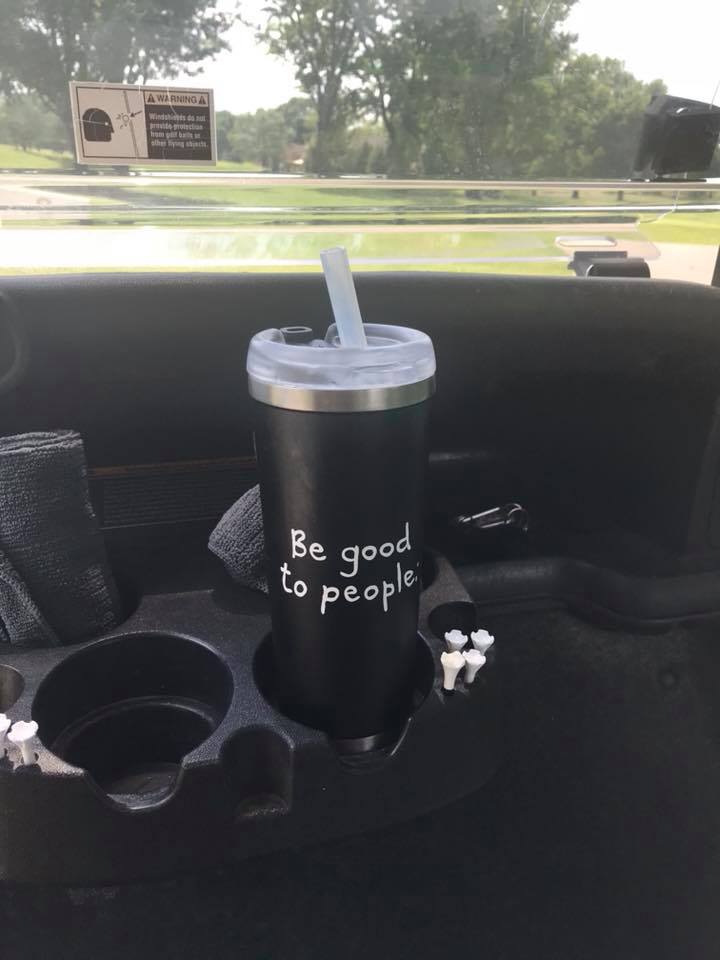 WARNING
Windshields do not
provide protection
from golf balls or
other flying objects.
Be good
to people.